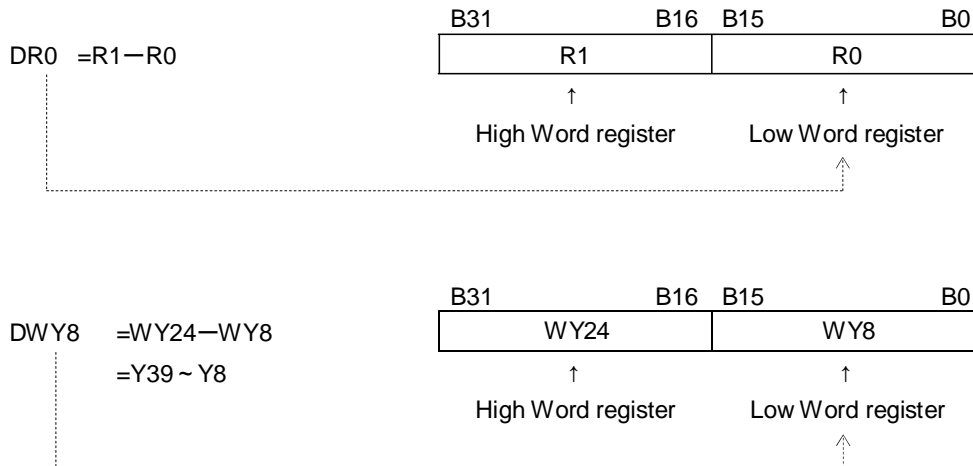 B31 B16 B15 B0
DR0 =R1－R0 R1 R0
↑ ↑
High Word register Low Word register
B31 B16 B15 B0
DWY8 =WY24－WY8 WY24 WY8
=Y39 ~ Y8 ↑ ↑
High Word register Low Word register